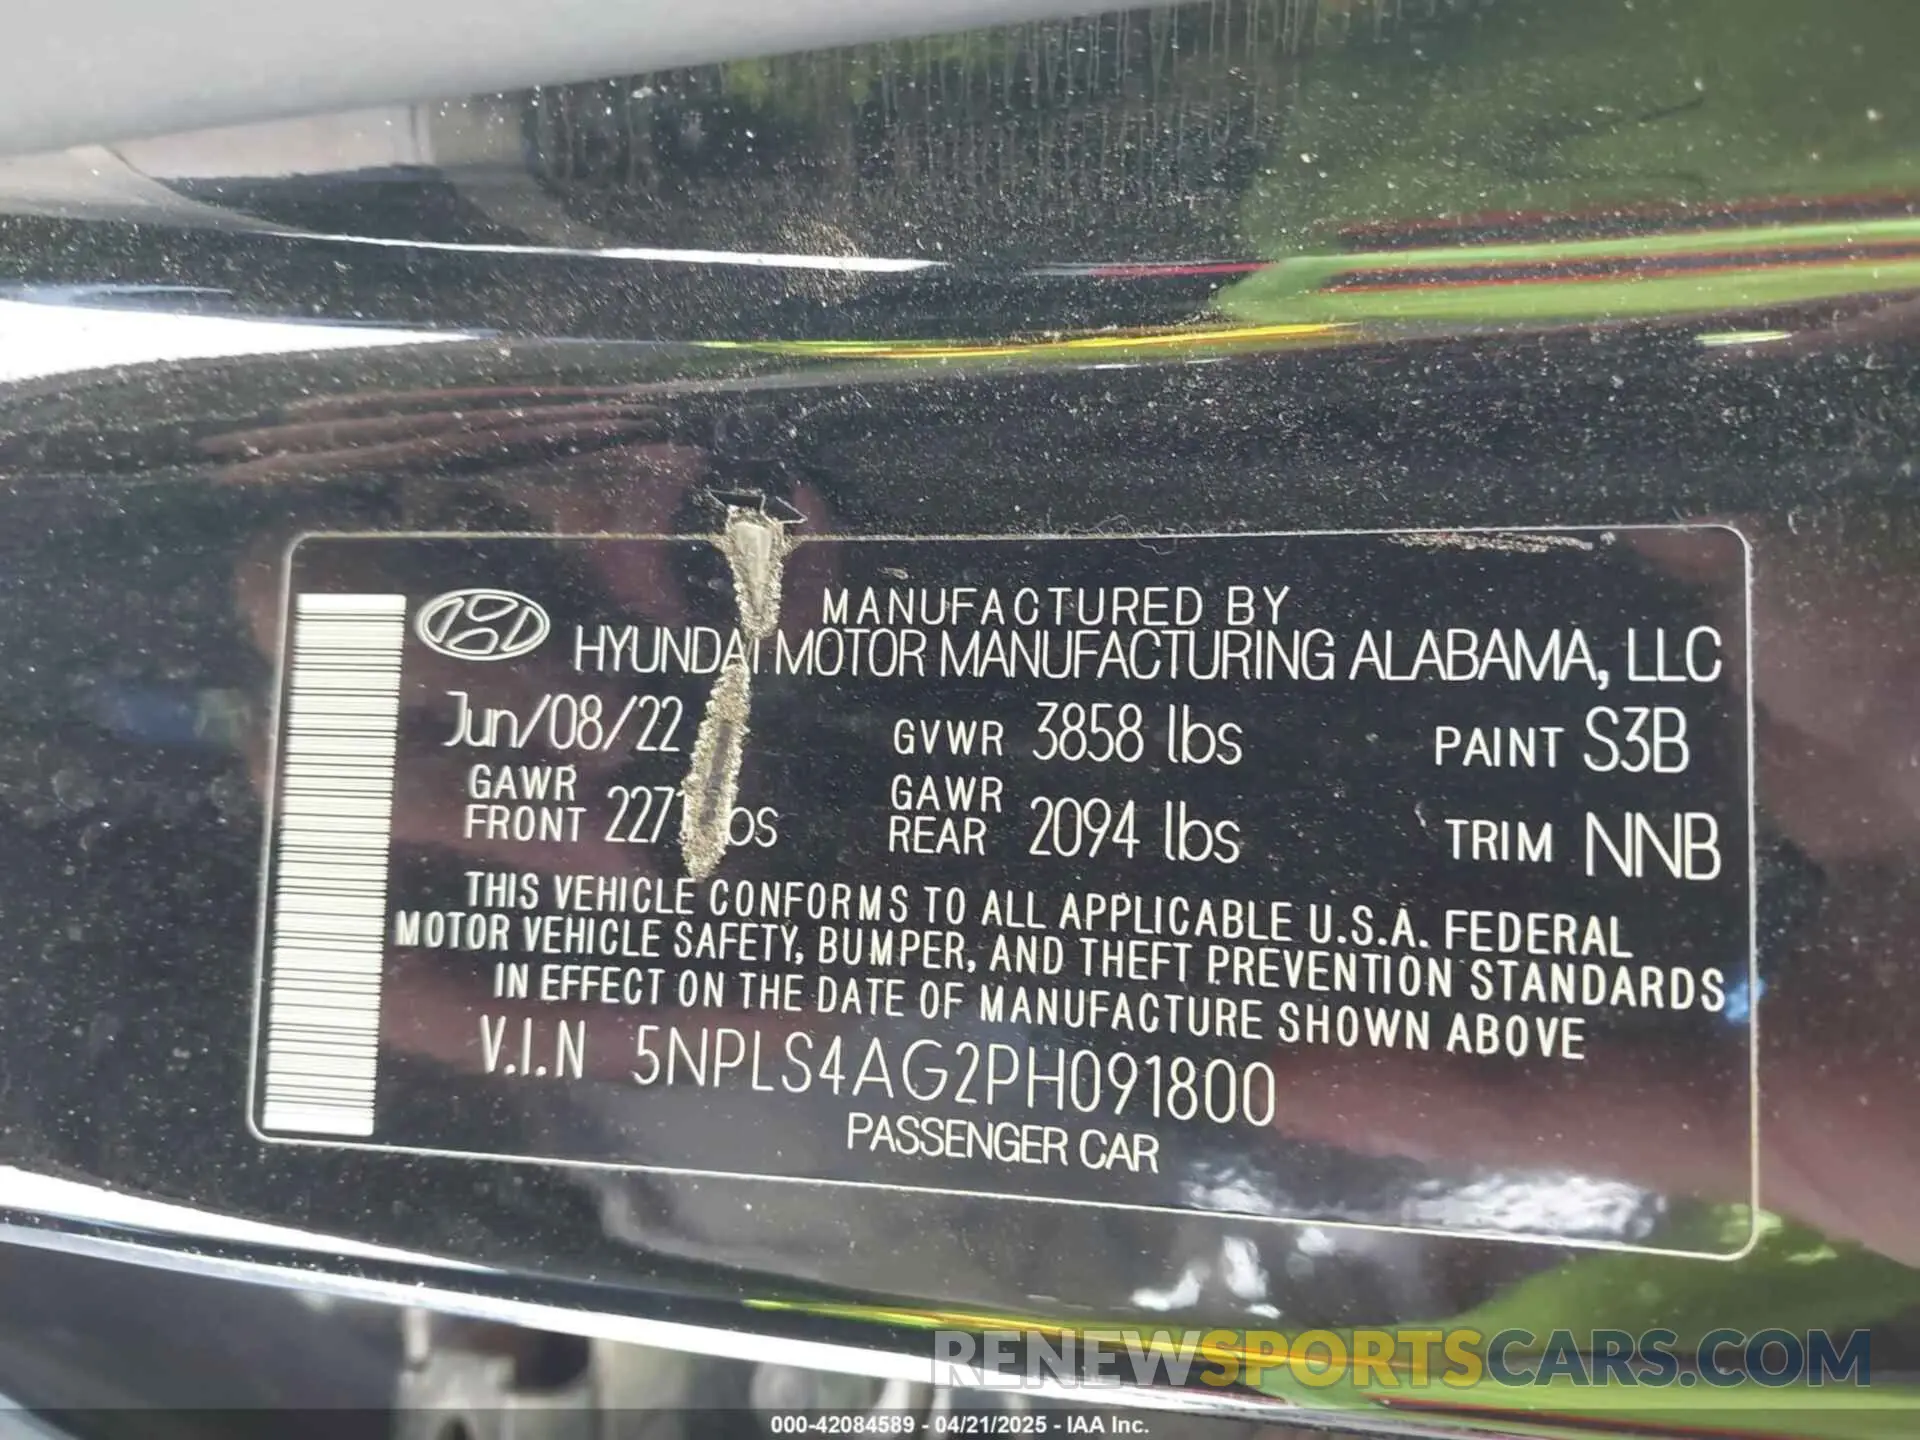 MANUFACTURED BY
HYUNDAI MOTOR MANUFACTURING ALABAMA, LLC
Jun/08/22 GVWR 3858 lbs PAINT S3B
GAWR FRONT 2271 lbs GAWR REAR 2094 lbs TRIM NNB
THIS VEHICLE CONFORMS TO ALL APPLICABLE U.S.A. FEDERAL
MOTOR VEHICLE SAFETY, BUMPER, AND THEFT PREVENTION STANDARDS
IN EFFECT ON THE DATE OF MANUFACTURE SHOWN ABOVE
V.I.N 5NPLS4AG2PH091800
PASSENGER CAR
RENEWSPORTSCARS.COM
000-42084589 - 04/21/2025 - IAA Inc.